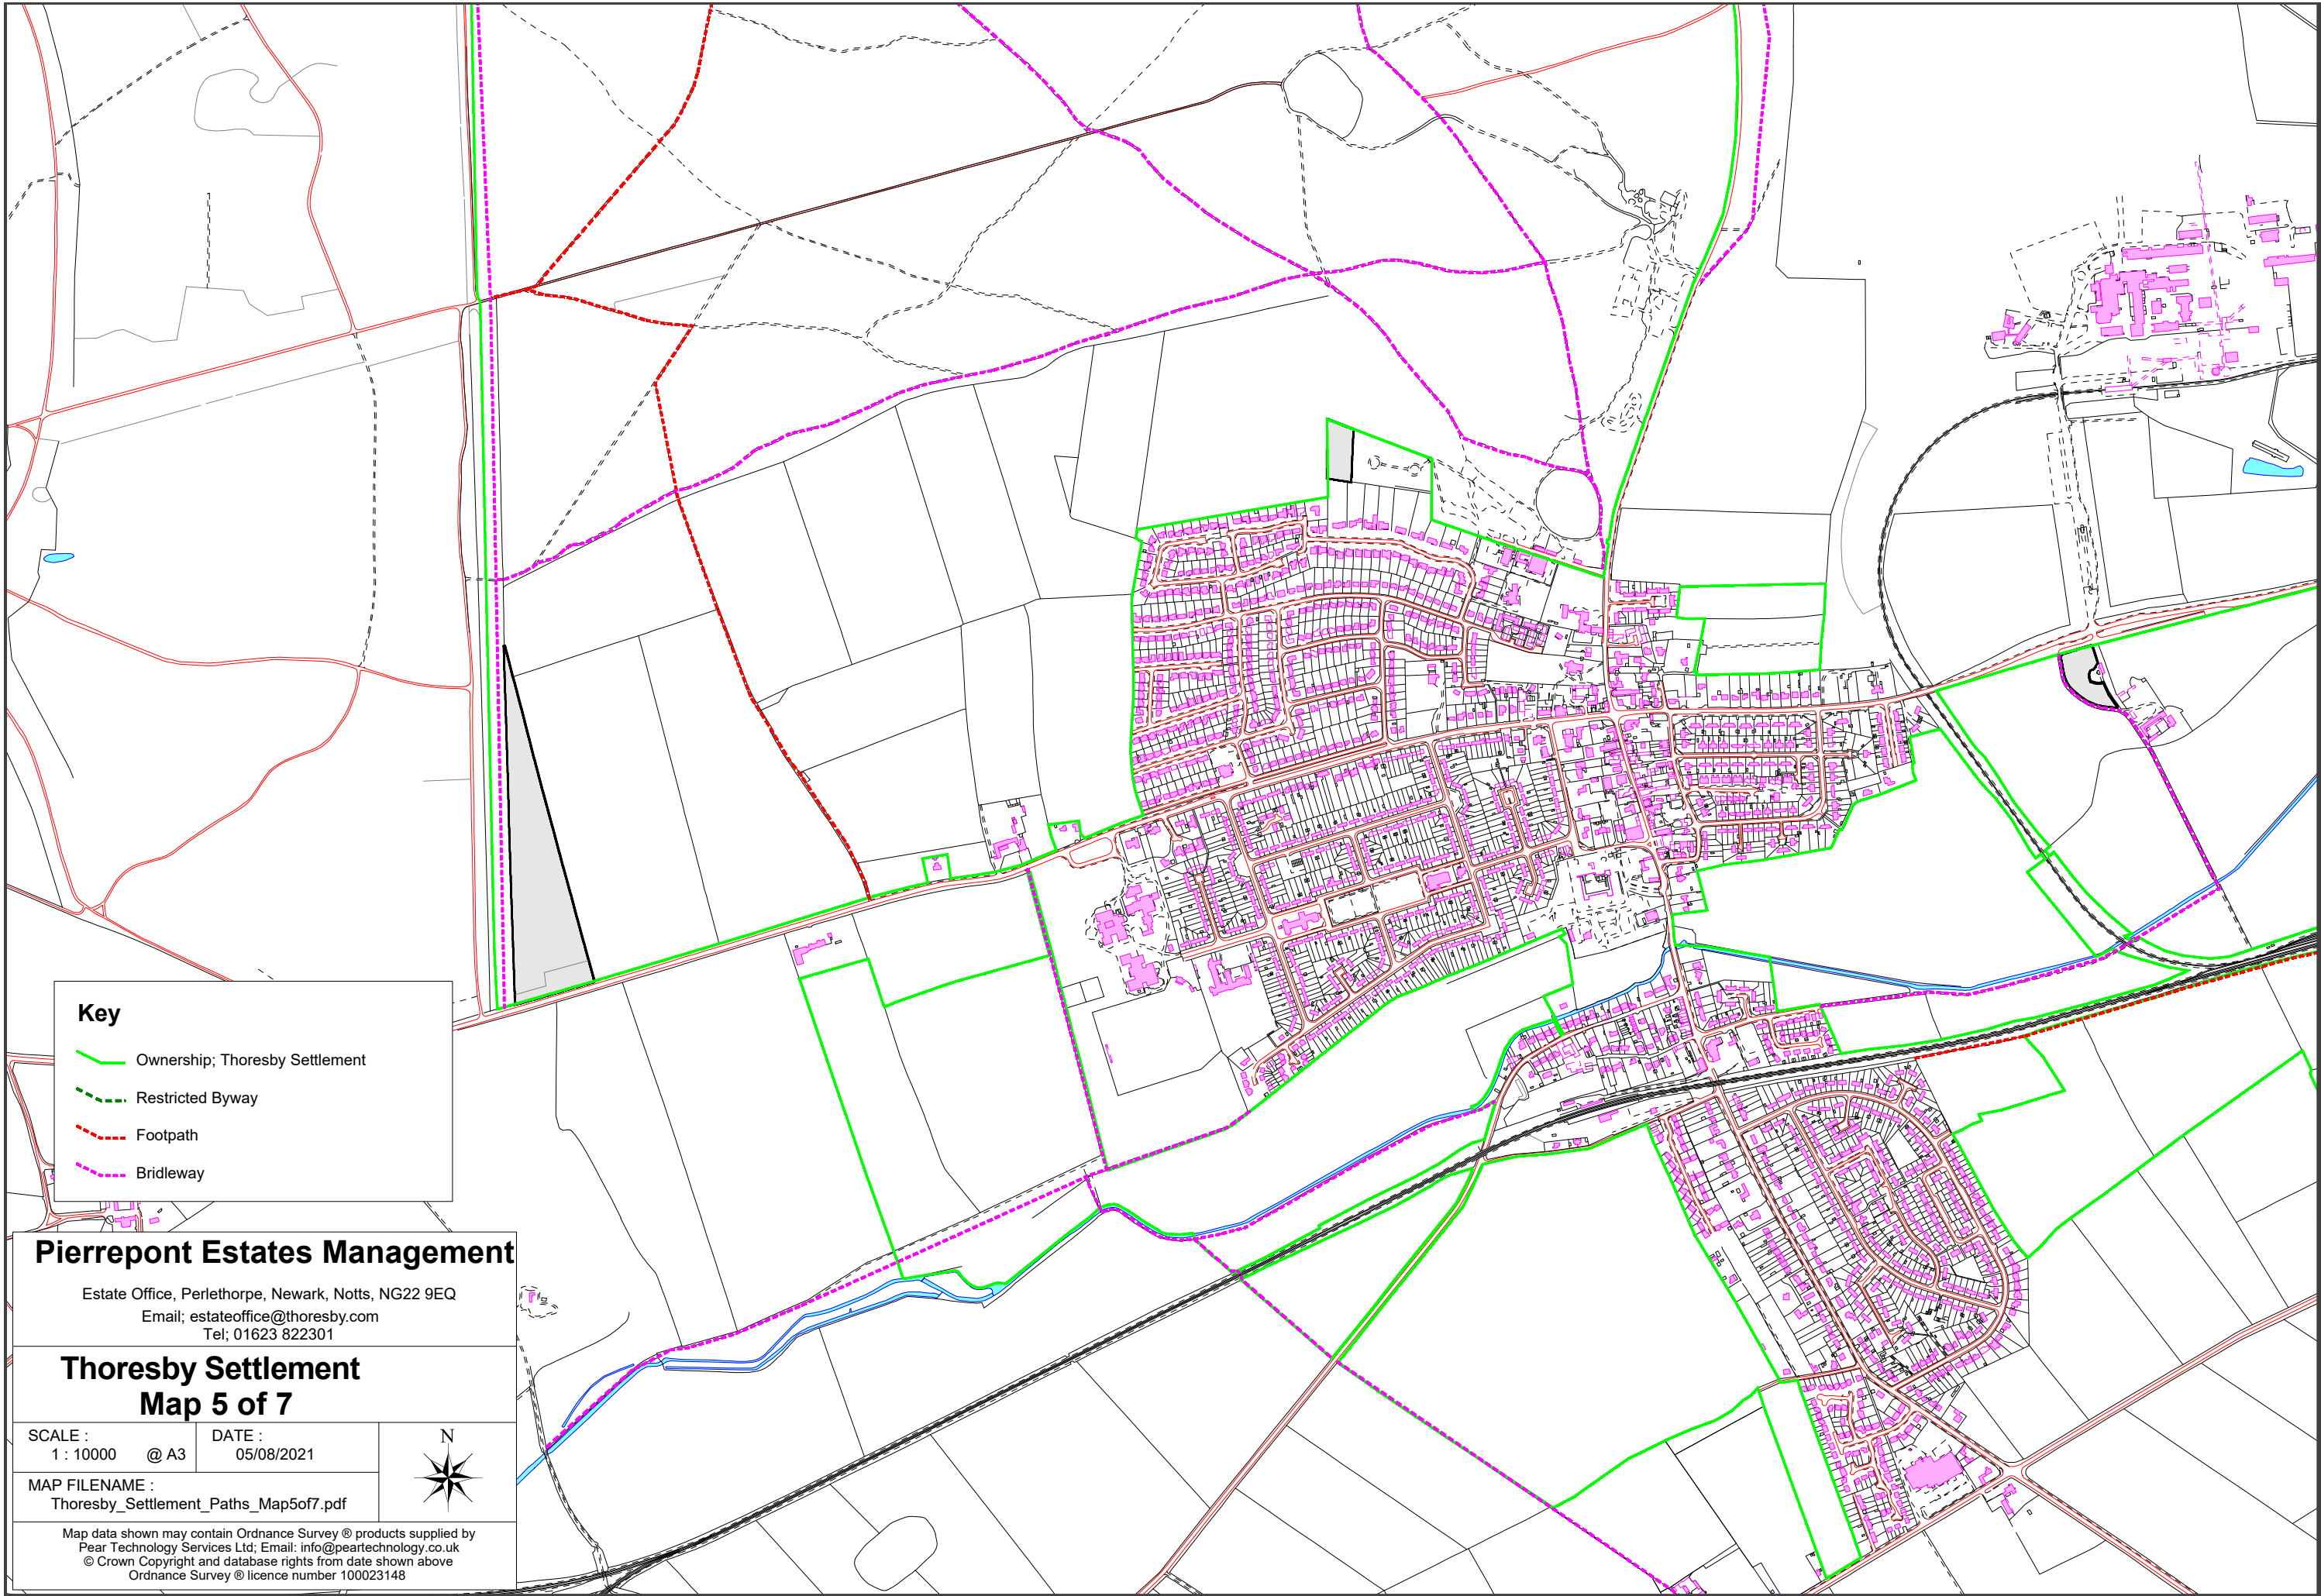 Key
Ownership; Thoresby Settlement
Restricted Byway
Footpath
Bridleway
Pierrepont Estates Management
Estate Office, Perlethorpe, Newark, Notts, NG22 9EQ
Email; estateoffice@thoresby.com
Tel; 01623 822301
Thoresby Settlement
Map 5 of 7
SCALE :
1 : 10000 @ A3
DATE :
05/08/2021
N
MAP FILENAME :
Thoresby_Settlement_Paths_Map5of7.pdf
Map data shown may contain Ordnance Survey ® products supplied by
Pear Technology Services Ltd; Email: info@peartechnology.co.uk
© Crown Copyright and database rights from date shown above
Ordnance Survey ® licence number 100023148